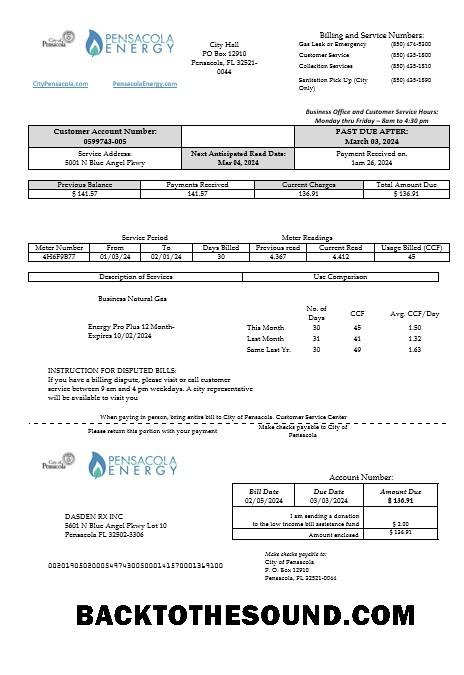 City of
Pensacola
PENSACOLA
ENERGY
City Hall
PO Box 12910
Pensacola, FL 32521-
0044
Billing and Service Numbers:
Gas Leak or Emergency (850) 474-5300
Customer Service (850) 435-1800
Collection Services (850) 435-1810
Sanitation Pick Up (City (850) 435-1890
Only)
CityPensacola.com PensacolaEnergy.com
Business Office and Customer Service Hours:
Monday thru Friday – 8am to 4:30 pm
Customer Account Number: PAST DUE AFTER:
0599743-005 March 03, 2024
Service Address: Next Anticipated Read Date: Payment Received on.
5001 N Blue Angel Pkwy Mar 04, 2024 1am 26, 2024
Previous Balance Payments Received Current Charges Total Amount Due
$ 141.57 141.57 136.91 $ 136.91
Service Period Meter Readings
Meter Number From To Days Billed Previous read Current Read Usage Billed (CCF)
4H6F9B77 01/03/24 02/01/24 30 4.367 4.412 45
Description of Services Use Comparison
Business Natural Gas
No. of
Days CCF Avg. CCF/Day
Energy Pro Plus 12 Month-
Expires 10/02/2024
This Month 30 45 1.50
Last Month 31 41 1.32
Same Last Yr. 30 49 1.63
INSTRUCTION FOR DISPUTED BILLS:
If you have a billing dispute, please visit or call customer
service between 9 am and 4 pm weekdays. A city representative
will be available to visit you
When paying in person, bring entire bill to City of Pensacola. Customer Service Center
Please return this portion with your payment
Make checks payable to City of
Pensacola
City of
Pensacola
PENSACOLA
ENERGY
Account Number:
Bill Date Due Date Amount Due
02/05/2024 03/03/2024 $ 136.91
I am sending a donation
to the low income bill assistance fund $ 2.00
Amount enclosed $ 136.91
DASDEN RX INC
5601 N Blue Angel Pkwy Lot 10
Pensacola Fl 32502-3306
Make checks payable to:
City of Pensacola
P. O. Box 12910
Pensacola, FL 32521-0044
BACKTOTHESOUND.COM